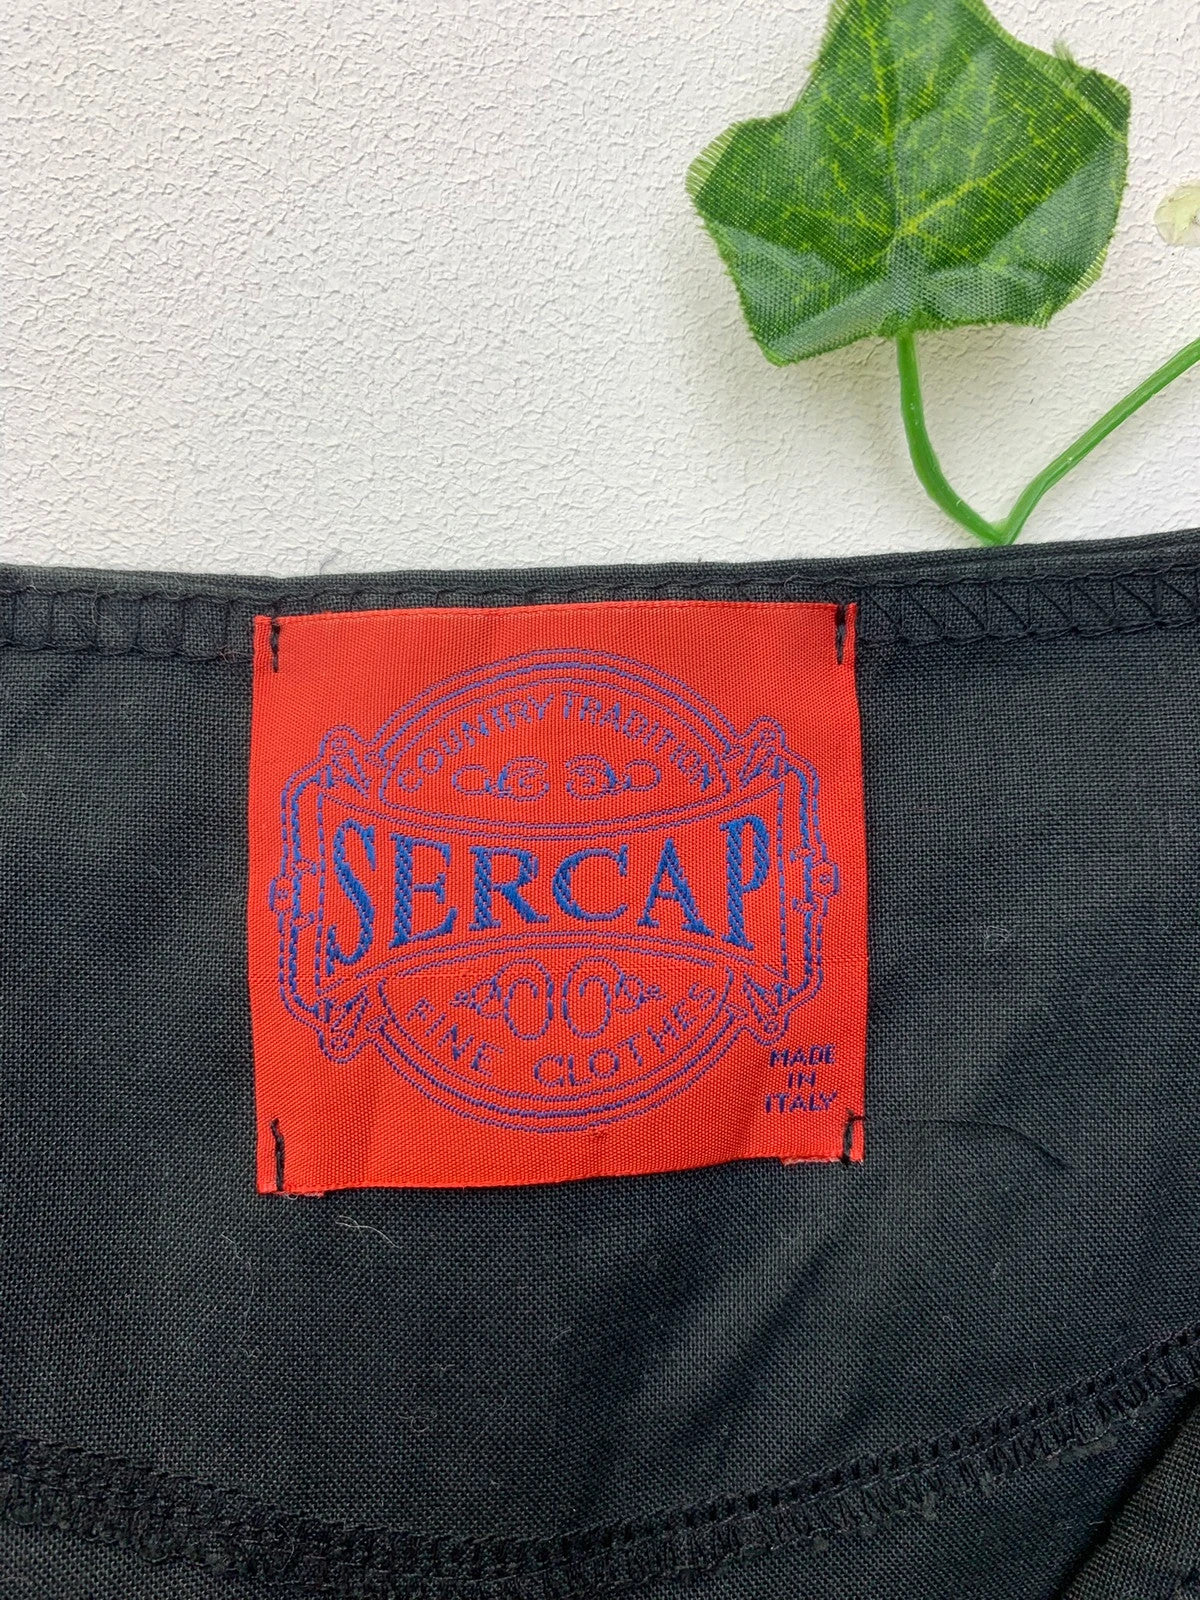 COUNTRY TRADITION
SERCAP
FINE CLOTHES
MADE
IN
ITALY